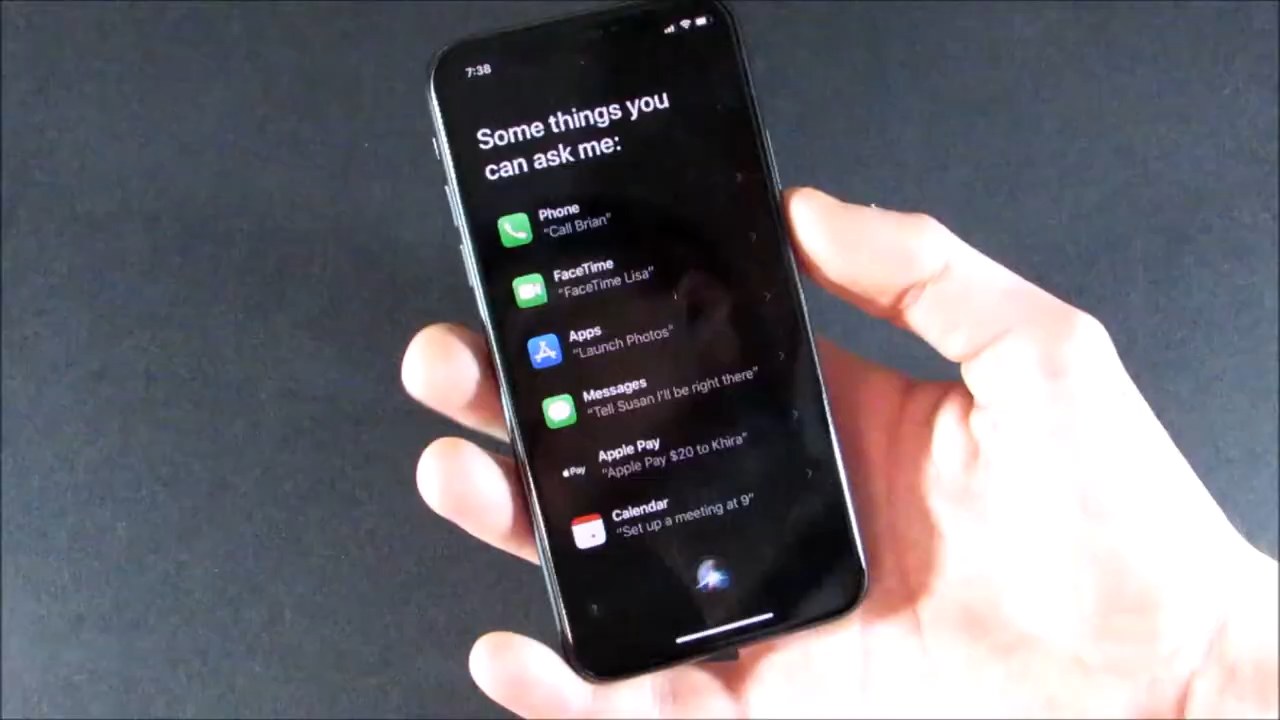 7:38
Some things you
can ask me:
Phone
"Call Brian"
FaceTime
"FaceTime Lisa"
Apps
"Launch Photos"
Messages
"Tell Susan I'll be right there"
Pay
Apple Pay
"Apple Pay $20 to Khira"
Calendar
"Set up a meeting at 9"
?